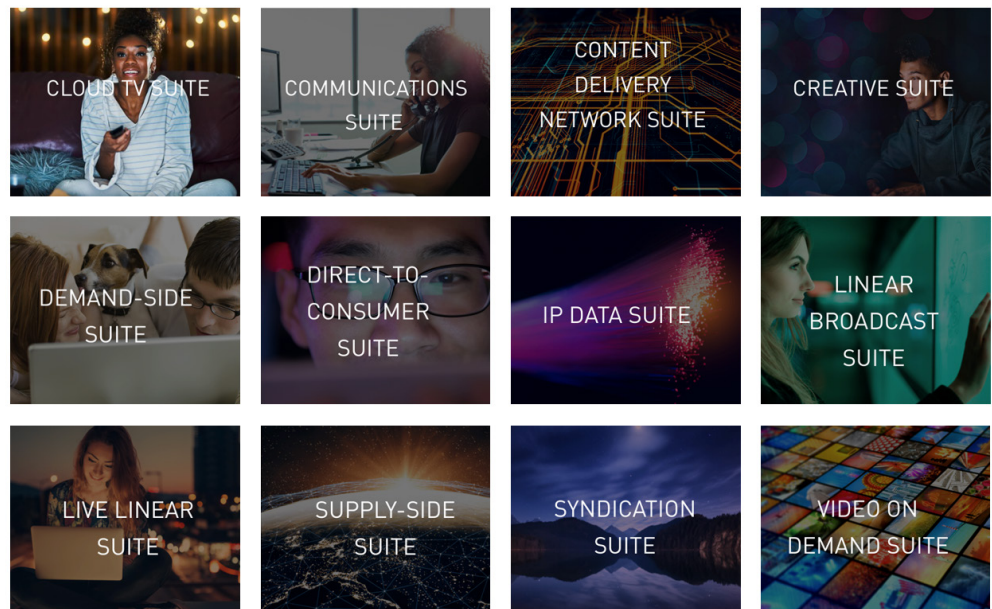 CLOUD TV SUITE
COMMUNICATIONS
SUITE
CONTENT
DELIVERY
NETWORK SUITE
CREATIVE SUITE
DEMAND-SIDE
SUITE
DIRECT-TO-
CONSUMER
SUITE
IP DATA SUITE
LINEAR
BROADCAST
SUITE
LIVE LINEAR
SUITE
SUPPLY-SIDE
SUITE
SYNDICATION
SUITE
VIDEO ON
DEMAND SUITE